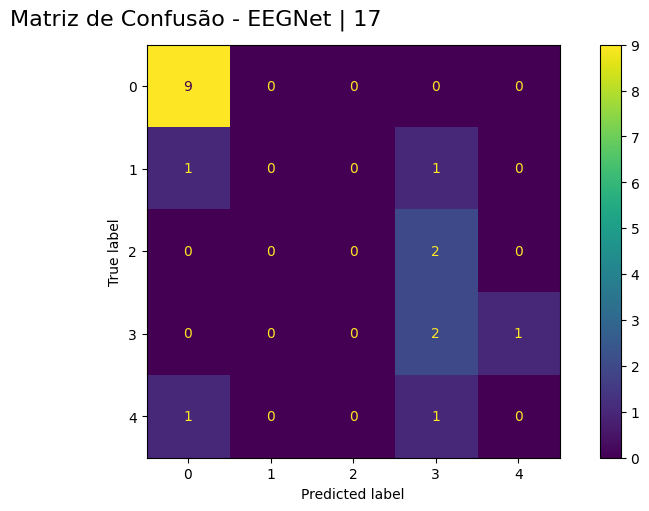 Matriz de Confusão - EEGNet | 17
0 9 0 0 0 0
1 1 0 0 1 0
2 0 0 0 2 0
3 0 0 0 2 1
4 1 0 0 1 0
0 1 2 3 4
True label
Predicted label
9
8
7
6
5
4
3
2
1
0